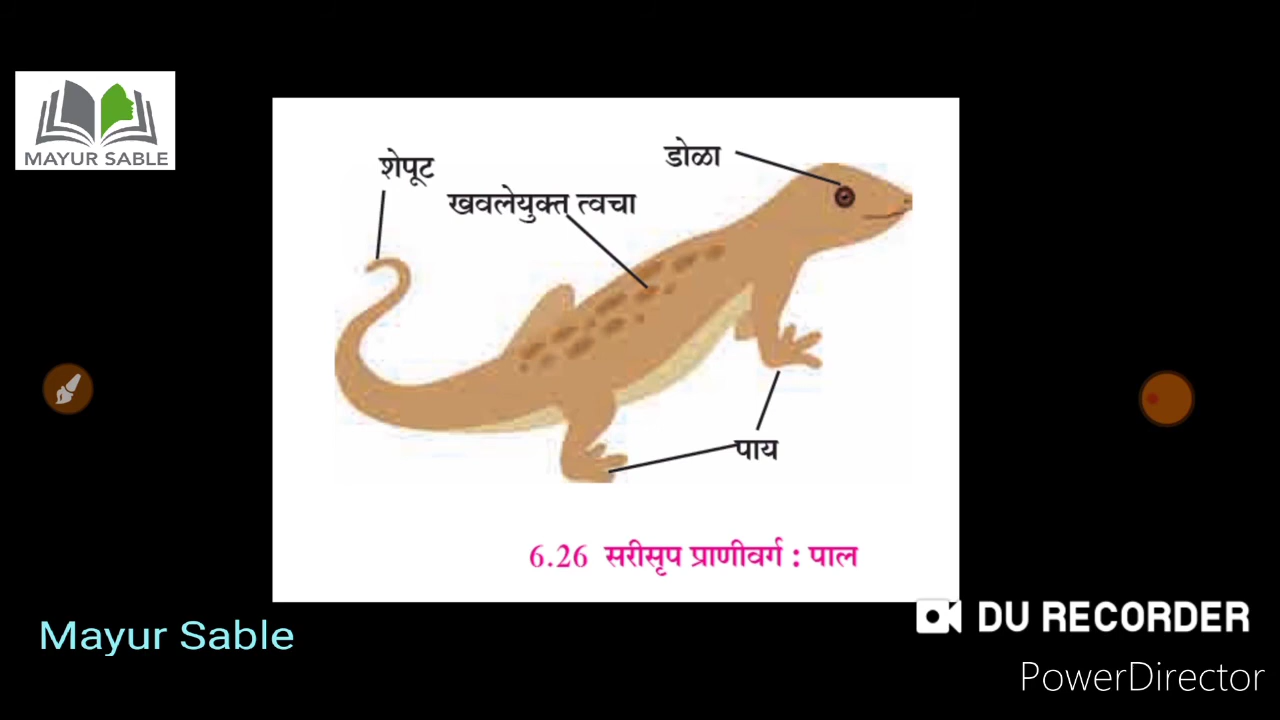 MAYUR SABLE
शेपूट
डोळा
खवलेयुक्त त्वचा
पाय
6.26 सरीसृप प्राणीवर्ग : पाल
Mayur Sable
DU RECORDER
PowerDirector